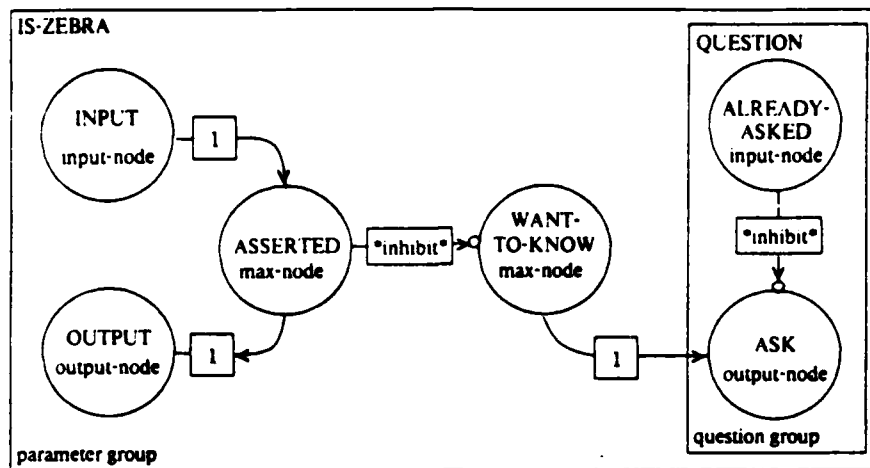 IS-ZEBRA
QUESTION
INPUT
input-node
1
ALREADY-
ASKED
input-node
ASSERTED
max-node
*inhibit*
WANT-
TO-KNOW
max-node
*inhibit*
OUTPUT
output-node
1
1
ASK
output-node
question group
parameter group